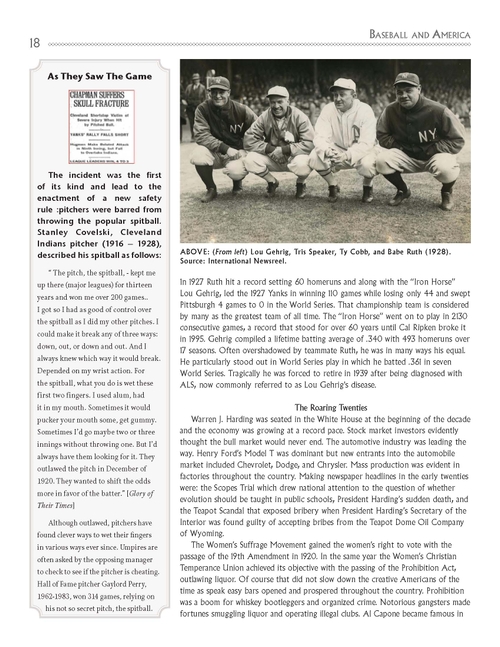 18
BASEBALL AND AMERICA
As They Saw The Game
CHAPMAN SUFFERS
SKULL FRACTURE
Cleveland Shortstop Victim of
Severe Injury When Hit
by Pitched Ball.
YANKS' RALLY FALLS SHORT
The incident was the first
of its kind and lead to the
enactment of a new safety
rule :pitchers were barred from
throwing the popular spitball.
Stanley Covelski, Cleveland
Indians pitcher (1916 – 1928),
described his spitball as follows:
" The pitch, the spitball, - kept me
up there (major leagues) for thirteen
years and won me over 200 games..
I got so I had as good of control over
the spitball as I did my other pitches. I
could make it break any of three ways:
down, out, or down and out. And I
always knew which way it would break.
Depended on my wrist action. For
the spitball, what you do is wet these
first two fingers. I used alum, had
it in my mouth. Sometimes it would
pucker your mouth some, get gummy.
Sometimes I'd go maybe two or three
innings without throwing one. But I'd
always have them looking for it. They
outlawed the pitch in December of
1920. They wanted to shift the odds
more in favor of the batter." [Glory of
Their Times]
Although outlawed, pitchers have
found clever ways to wet their fingers
in various ways ever since. Umpires are
often asked by the opposing manager
to check to see if the pitcher is cheating.
Hall of Fame pitcher Gaylord Perry,
1962-1983, won 314 games, relying on
his not so secret pitch, the spitball.
NY
NY
ABOVE: (From left) Lou Gehrig, Tris Speaker, Ty Cobb, and Babe Ruth (1928).
Source: International Newsreel.
In 1927 Ruth hit a record setting 60 homeruns and along with the "Iron Horse"
Lou Gehrig, led the 1927 Yanks in winning 110 games while losing only 44 and swept
Pittsburgh 4 games to 0 in the World Series. That championship team is considered
by many as the greatest team of all time. The "Iron Horse" went on to play in 2130
consecutive games, a record that stood for over 60 years until Cal Ripken broke it
in 1995. Gehrig compiled a lifetime batting average of .340 with 493 homeruns over
17 seasons. Often overshadowed by teammate Ruth, he was in many ways his equal.
He particularly stood out in World Series play in which he batted .361 in seven
World Series. Tragically he was forced to retire in 1939 after being diagnosed with
ALS, now commonly referred to as Lou Gehrig's disease.
The Roaring Twenties
Warren J. Harding was seated in the White House at the beginning of the decade
and the economy was growing at a record pace. Stock market investors evidently
thought the bull market would never end. The automotive industry was leading the
way. Henry Ford's Model T was dominant but new entrants into the automobile
market included Chevrolet, Dodge, and Chrysler. Mass production was evident in
factories throughout the country. Making newspaper headlines in the early twenties
were: the Scopes Trial which drew national attention to the question of whether
evolution should be taught in public schools, President Harding's sudden death, and
the Teapot Scandal that exposed bribery when President Harding's Secretary of the
Interior was found guilty of accepting bribes from the Teapot Dome Oil Company
of Wyoming.
The Women's Suffrage Movement gained the women's right to vote with the
passage of the 19th Amendment in 1920. In the same year the Women's Christian
Temperance Union achieved its objective with the passing of the Prohibition Act,
outlawing liquor. Of course that did not slow down the creative Americans of the
time as speak easy bars opened and prospered throughout the country. Prohibition
was a boom for whiskey bootleggers and organized crime. Notorious gangsters made
fortunes smuggling liquor and operating illegal clubs. Al Capone became famous in